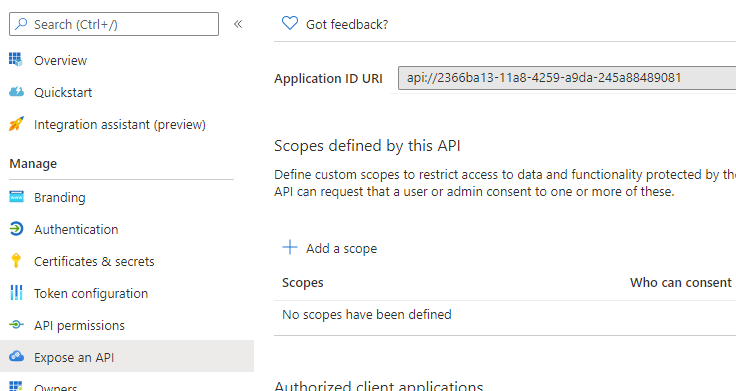 Search (Ctrl+/)
«
Overview
Quickstart
Integration assistant (preview)
Manage
Branding
Authentication
Certificates & secrets
Token configuration
API permissions
Expose an API
Owners
Got feedback?
Application ID URI
api://2366ba13-11a8-4259-a9da-245a88489081
Scopes defined by this API
Define custom scopes to restrict access to data and functionality protected by the
API can request that a user or admin consent to one or more of these.
Add a scope
Scopes Who can consent
No scopes have been defined
Authorized client applications